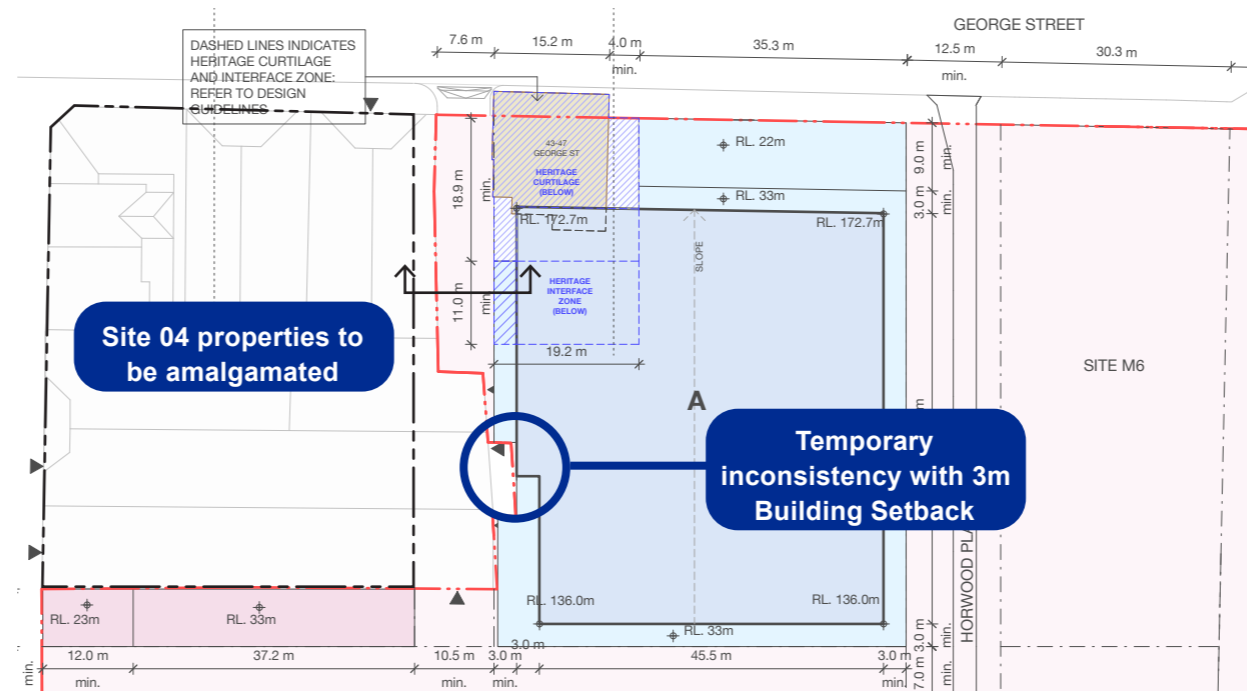 GEORGE STREET
7.6 m
15.2 m
4.0 m
35.3 m
12.5 m
30.3 m
min.
min.
DASHED LINES INDICATES
HERITAGE CURTILAGE
AND INTERFACE ZONE:
REFER TO DESIGN
GUIDELINES
43-47
GEORGE ST
HERITAGE
CURTILAGE
(BELOW)
RL. 22m
RL. 33m
9.0 m
min.
3.0 m
18.9 m
min.
RL. 172.7m
RL. 172.7m
SLOPE
HERITAGE
INTERFACE
ZONE
(BELOW)
11.0 m
min.
19.2 m
Site 04 properties to
be amalgamated
SITE M6
A
Temporary
inconsistency with 3m
Building Setback
RL. 136.0m
RL. 136.0m
RL. 23m
RL. 33m
RL. 33m
3.0 m
3.0 m
12.0 m
37.2 m
10.5 m
3.0 m
45.5 m
3.0 m
7.0 m
min.
min.
min.
min.
min.
min.